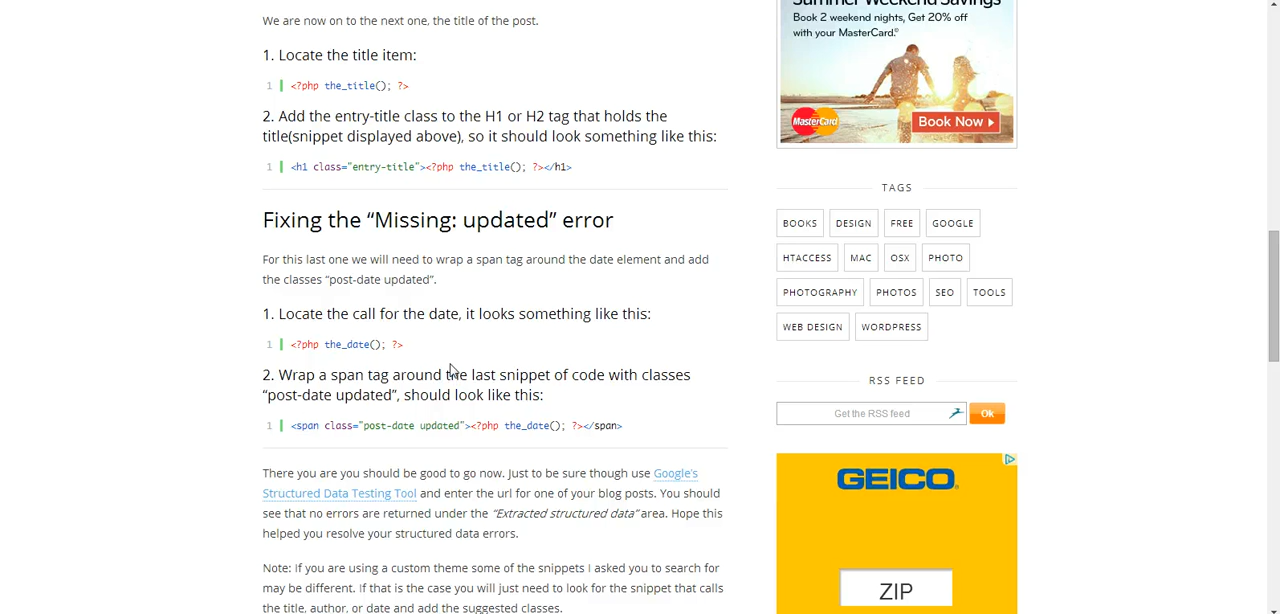 We are now on to the next one, the title of the post.
1. Locate the title item:
1 <?php the_title(); ?>
2. Add the entry-title class to the H1 or H2 tag that holds the
title(snippet displayed above), so it should look something like this:
1 <h1 class="entry-title"><?php the_title(); ?></h1>
Fixing the “Missing: updated” error
For this last one we will need to wrap a span tag around the date element and add
the classes “post-date updated”.
1. Locate the call for the date, it looks something like this:
1 <?php the_date(); ?>
2. Wrap a span tag around the last snippet of code with classes
“post-date updated”, should look like this:
1 <span class="post-date updated"><?php the_date(); ?></span>
There you are you should be good to go now. Just to be sure though use Google's
Structured Data Testing Tool and enter the url for one of your blog posts. You should
see that no errors are returned under the “Extracted structured data” area. Hope this
helped you resolve your structured data errors.
Note: If you are using a custom theme some of the snippets I asked you to search for
may be different. If that is the case you will just need to look for the snippet that calls
the title, author, or date and add the suggested classes.
Summer Weekend Savings
Book 2 weekend nights, Get 20% off
with your MasterCard.®
MasterCard
Book Now
TAGS
BOOKS DESIGN FREE GOOGLE
HTACCESS MAC OSX PHOTO
PHOTOGRAPHY PHOTOS SEO TOOLS
WEB DESIGN WORDPRESS
RSS FEED
Get the RSS feed Ok
GEICO
ZIP